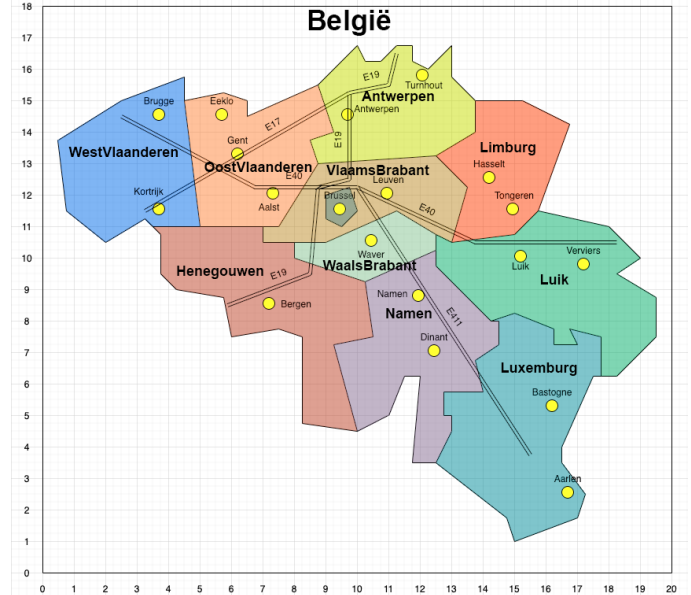 België
18
17
16
15
14
13
12
11
10
9
8
7
6
5
4
3
2
1
0
0 1 2 3 4 5 6 7 8 9 10 11 12 13 14 15 16 17 18 19 20
E19
Turnhout
Antwerpen
Brugge
Eeklo
Antwerpen
E17
E19
Gent
WestVlaanderen
OostVlaanderen
Limburg
Hasselt
VlaamsBrabant
E40
Leuven
Kortrijk
Aalst
Brussel
Tongeren
E40
Waver
WaalsBrabant
Luik
Verviers
Henegouwen
E19
Luik
Namen
Bergen
Namen
E411
Dinant
Luxemburg
Bastogne
Aarlen